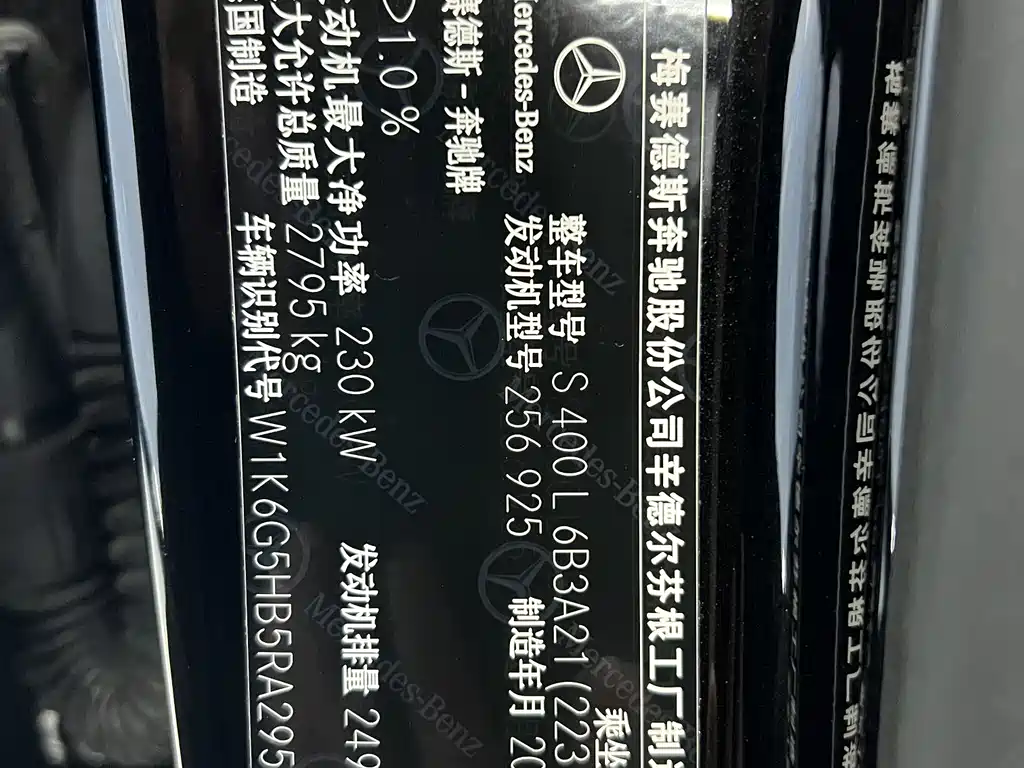 梅赛德斯奔驰股份公司辛德尔芬根工厂制
整车型号 S 400 L 6B3A21(223
乘坐
Mercedes-Benz
发动机型号 256 925 制造年月 20
赛德斯-奔驰牌
>1.0 %
动机最大净功率 230 kW 发动机排量 249
大允许总质量 2795 kg
国制造 车辆识别代号 W1K6G5HB5RA295